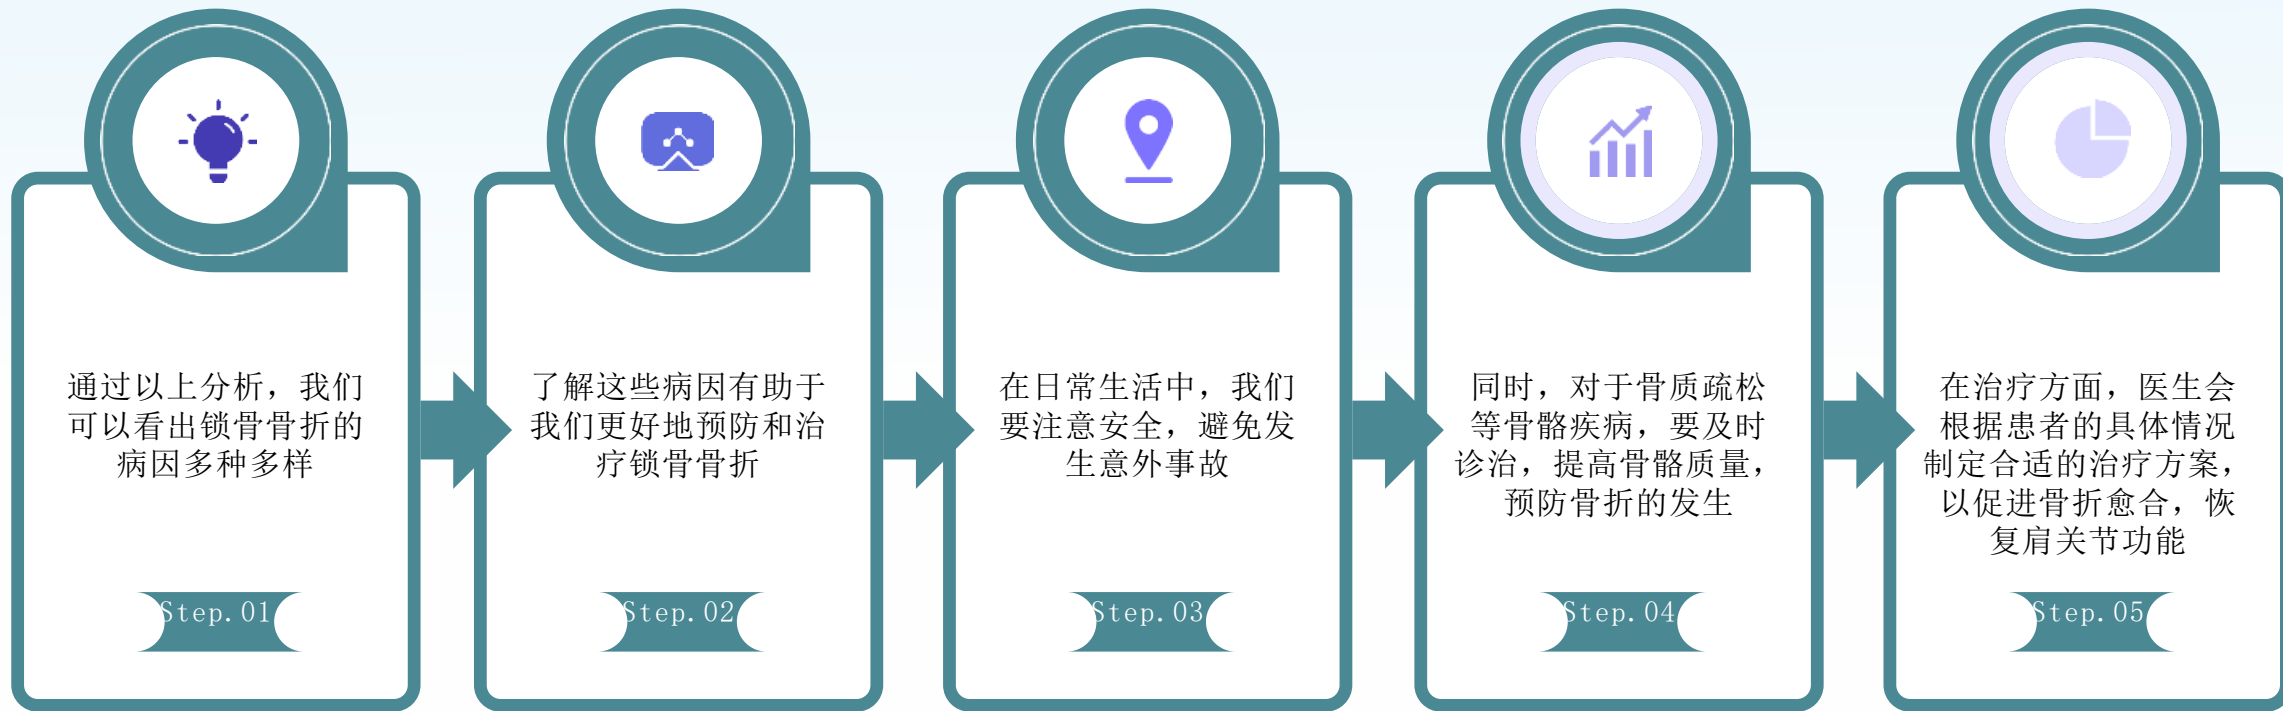 通过以上分析，我们
可以看出锁骨骨折的
病因多种多样
Step.01
了解这些病因有助于
我们更好地预防和治
疗锁骨骨折
Step.02
在日常生活中，我们
要注意安全，避免发
生意外事故
Step.03
同时，对于骨质疏松
等骨骼疾病，要及时
诊治，提高骨骼质量，
预防骨折的发生
Step.04
在治疗方面，医生会
根据患者的具体情况
制定合适的治疗方案，
以促进骨折愈合，恢
复肩关节功能
Step.05